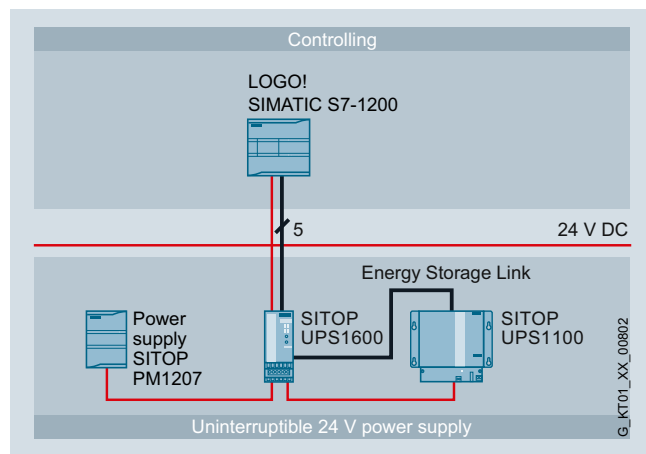 Controlling
LOGO!
SIMATIC S7-1200
5
24 V DC
Energy Storage Link
Power
supply
SITOP
PM1207
SITOP
UPS1600
SITOP
UPS1100
G_KT01_XX_00802
Uninterruptible 24 V power supply